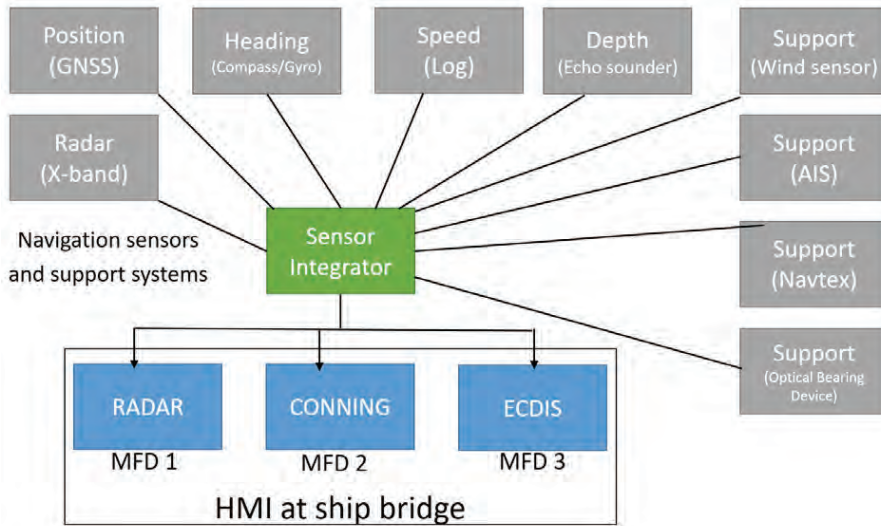 Position
(GNSS)
Heading
(Compass/Gyro)
Speed
(Log)
Depth
(Echo sounder)
Support
(Wind sensor)
Radar
(X-band)
Support
(AIS)
Navigation sensors
and support systems
Sensor
Integrator
Support
(Navtex)
Support
(Optical Bearing
Device)
RADAR
CONNING
ECDIS
MFD 1
MFD 2
MFD 3
HMI at ship bridge